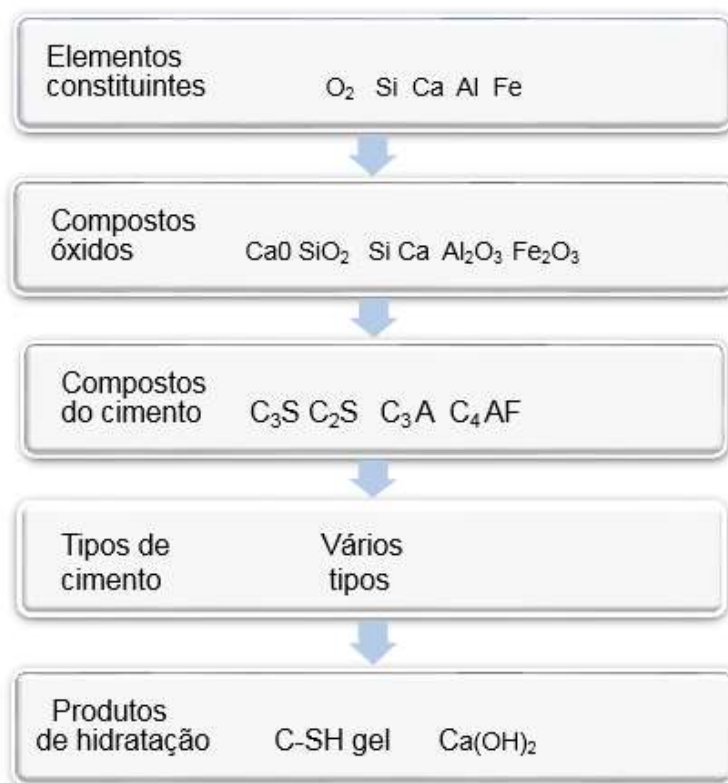 Elementos
constituintes O₂ Si Ca Al Fe
Compostos
óxidos Ca0 SiO₂ Si Ca Al₂O₃ Fe₂O₃
Compostos
do cimento C₃S C₂S C₃A C₄AF
Tipos de Vários
cimento tipos
Produtos
de hidratação C-SH gel Ca(OH)₂